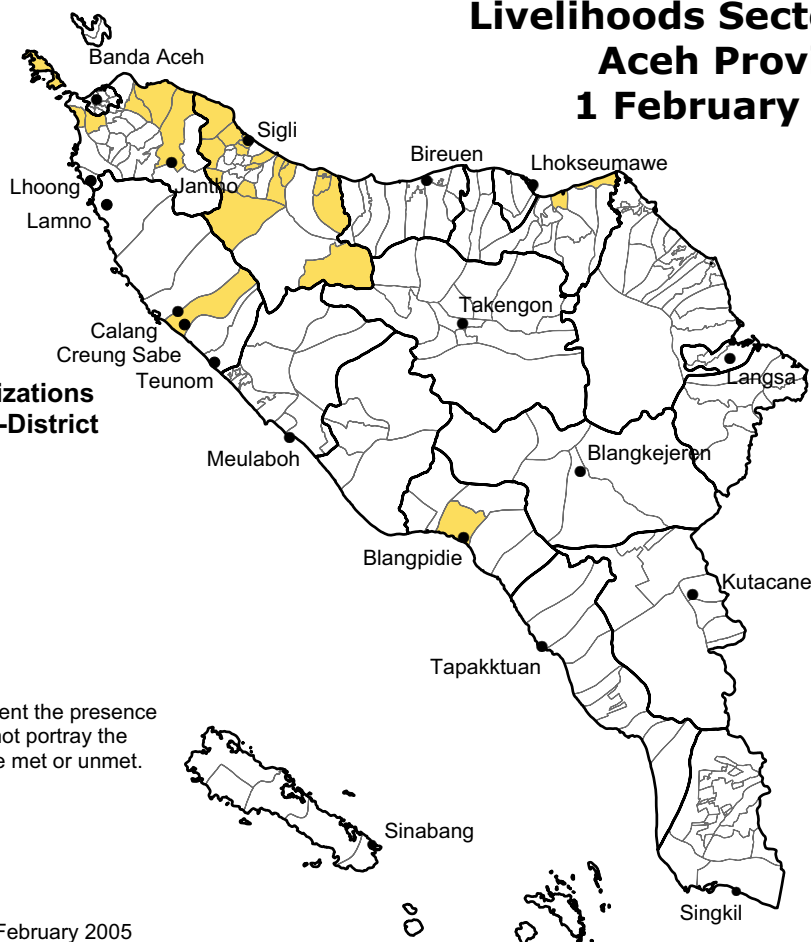 Livelihoods Sect
Aceh Prov
1 February
Banda Aceh
Sigli
Bireuen
Lhokseumawe
Lhoong
Jantho
Lamno
Takengon
Calang
Creung Sabe
Teunom
Langsa
izations
-District
Meulaboh
Blangkejeren
Blangpidie
Kutacane
Tapakktuan
ent the presence
not portray the
e met or unmet.
Sinabang
Singkil
February 2005